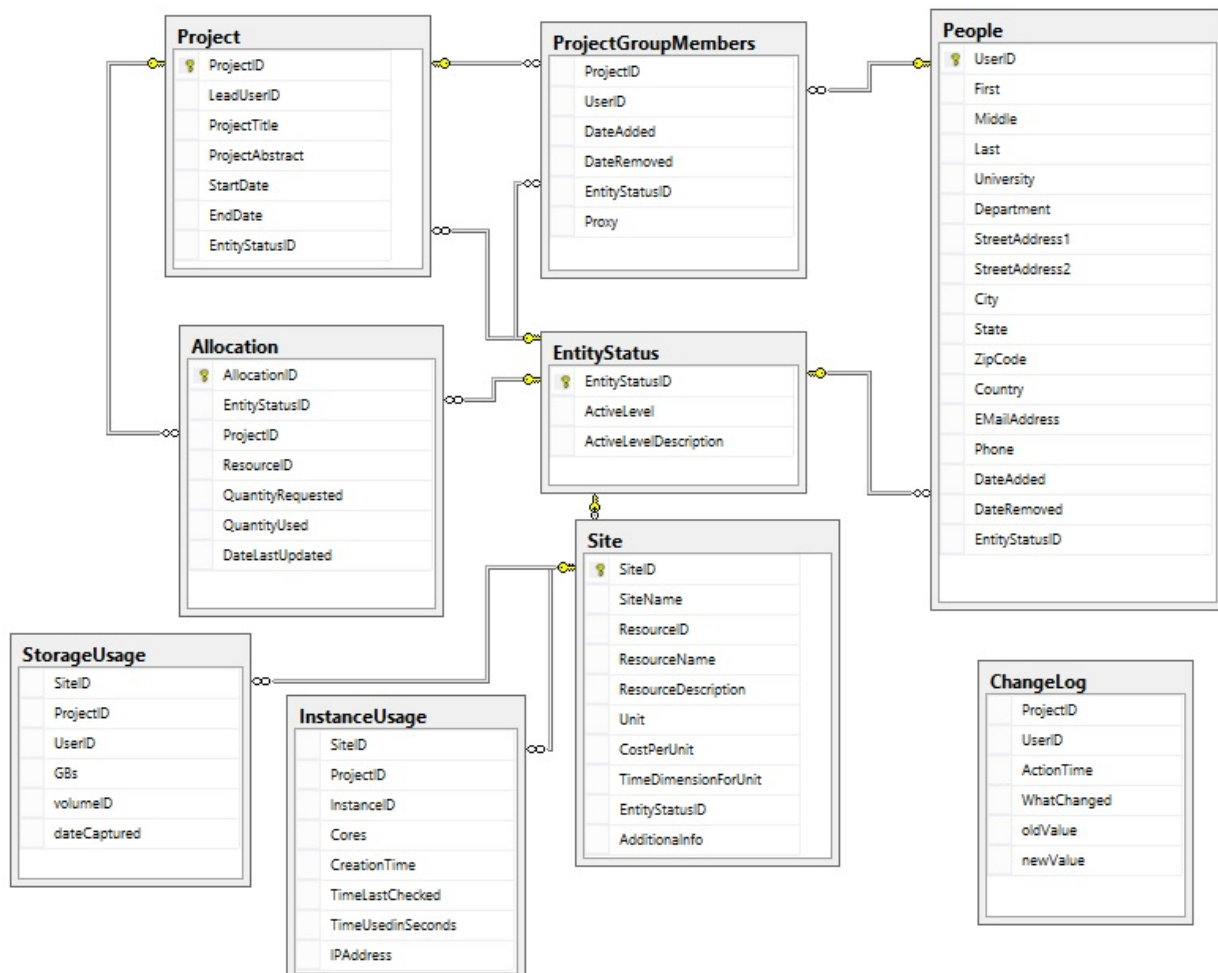 Project
ProjectID
LeadUserID
ProjectTitle
ProjectAbstract
StartDate
EndDate
EntityStatusID
ProjectGroupMembers
ProjectID
UserID
DateAdded
DateRemoved
EntityStatusID
Proxy
People
UserID
First
Middle
Last
University
Department
StreetAddress1
StreetAddress2
City
State
ZipCode
Country
EMailAddress
Phone
DateAdded
DateRemoved
EntityStatusID
Allocation
AllocationID
EntityStatusID
ProjectID
ResourceID
QuantityRequested
QuantityUsed
DateLastUpdated
EntityStatus
EntityStatusID
ActiveLevel
ActiveLevelDescription
Site
SiteID
SiteName
ResourceID
ResourceName
ResourceDescription
Unit
CostPerUnit
TimeDimensionForUnit
EntityStatusID
AdditionalInfo
StorageUsage
SiteID
ProjectID
UserID
GBs
volumeID
dateCaptured
InstanceUsage
SiteID
ProjectID
InstanceID
Cores
CreationTime
TimeLastChecked
TimeUsedinSeconds
IPAddress
ChangeLog
ProjectID
UserID
ActionTime
WhatChanged
oldValue
newValue